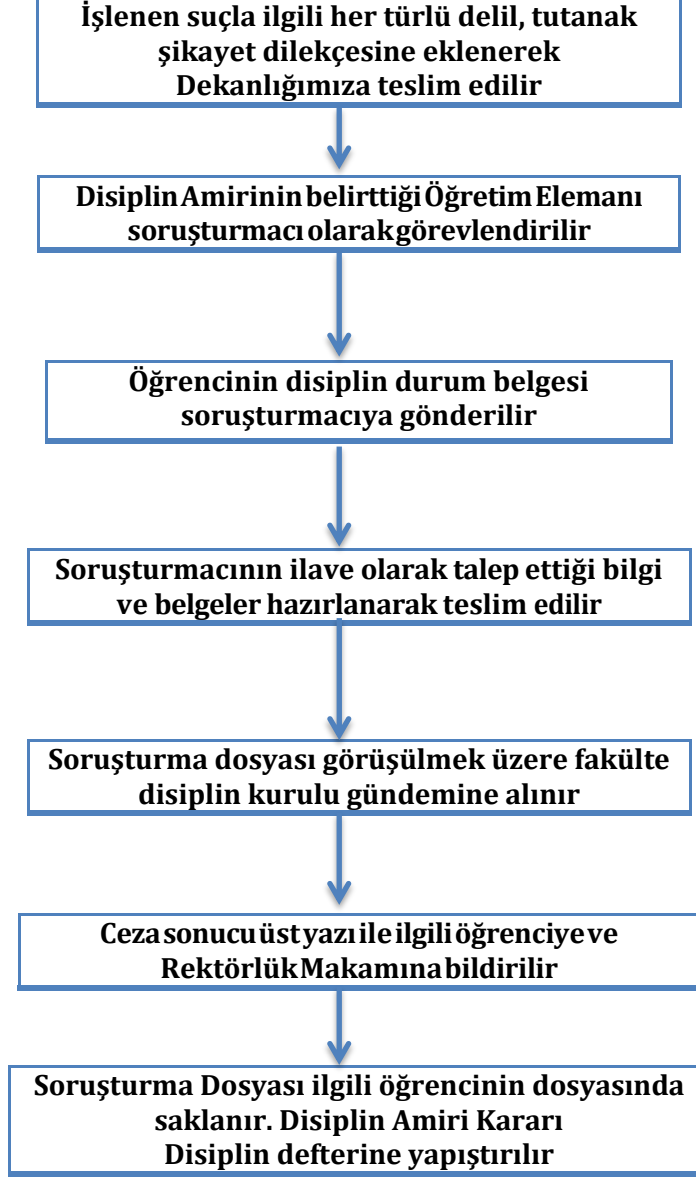 İşlenen suçla ilgili her türlü delil, tutanak
şikayet dilekçesine eklenerek
Dekanlığımıza teslim edilir
Disiplin Amirinin belirttiği Öğretim Elemanı
soruşturmacı olarak görevlendirilir
Öğrencinin disiplin durum belgesi
soruşturmacıya gönderilir
Soruşturmacının ilave olarak talep ettiği bilgi
ve belgeler hazırlanarak teslim edilir
Soruşturma dosyası görüşülmek üzere fakülte
disiplin kurulu gündemine alınır
Ceza sonucu üst yazı ile ilgili öğrenciye ve
Rektörlük Makamına bildirilir
Soruşturma Dosyası ilgili öğrencinin dosyasında
saklanır. Disiplin Amiri Kararı
Disiplin defterine yapıştırılır